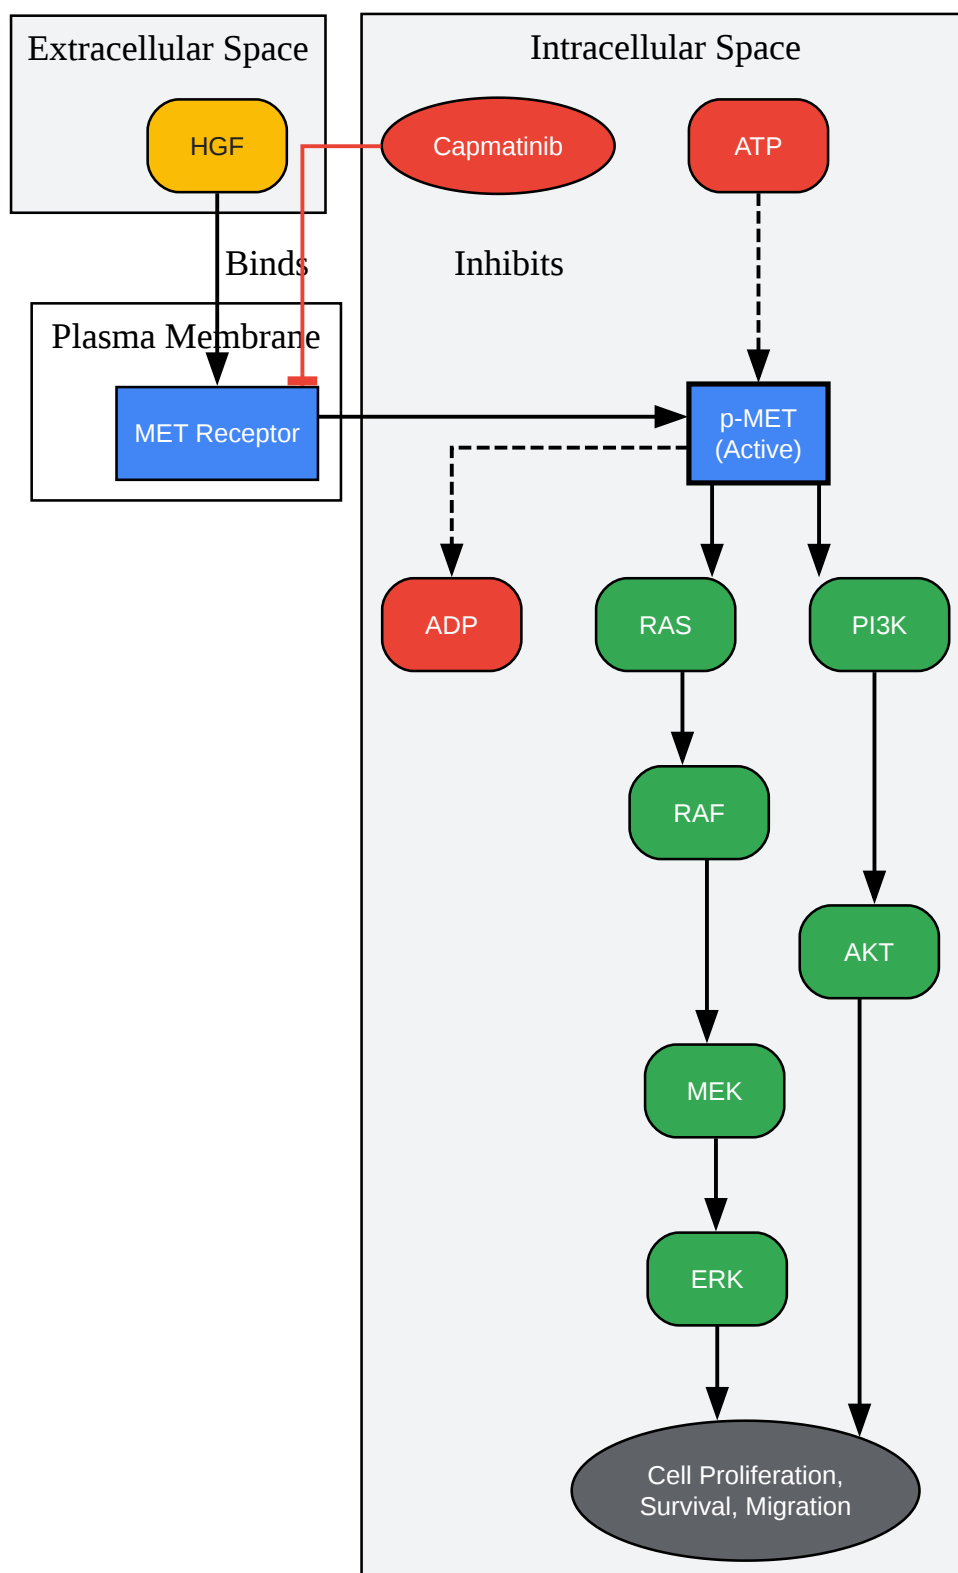 Extracellular Space
Intracellular Space
HGF
Capmatinib
ATP
Binds
Inhibits
Plasma Membrane
MET Receptor
p-MET
(Active)
ADP
RAS
PI3K
RAF
AKT
MEK
ERK
Cell Proliferation,
Survival, Migration